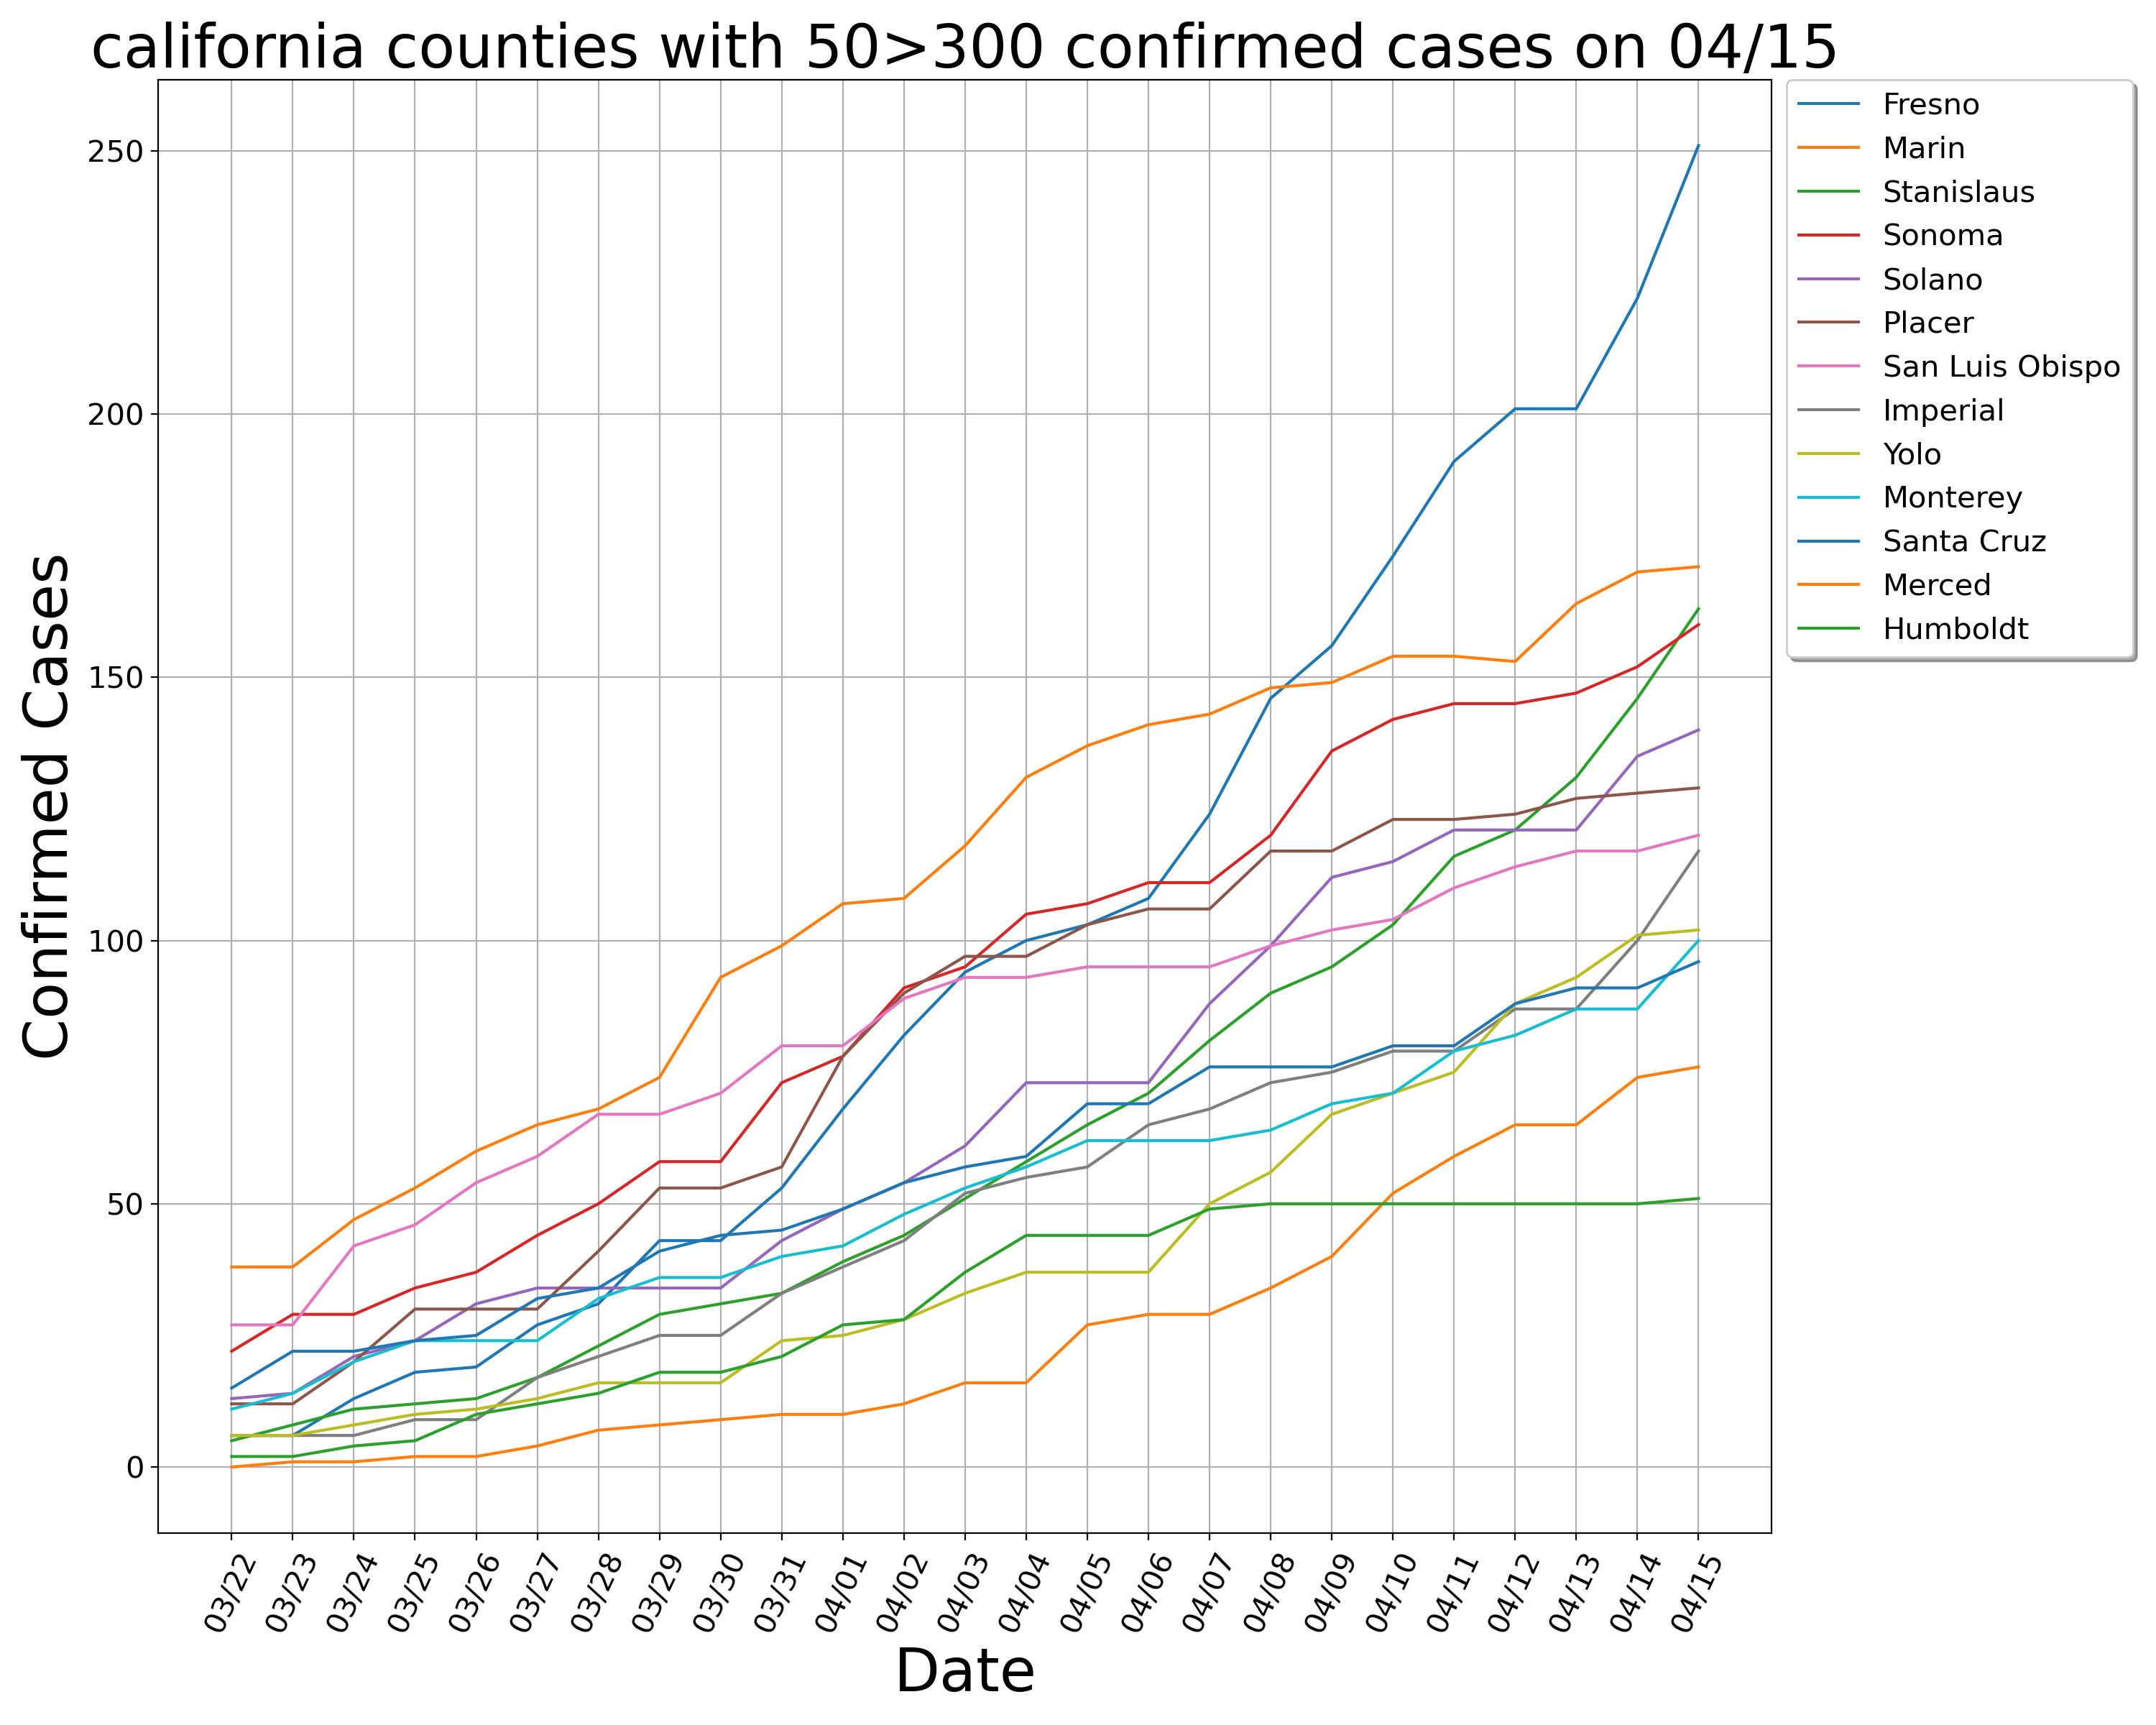 california counties with 50>300 confirmed cases on 04/15
Fresno
Marin
Stanislaus
Sonoma
Solano
Placer
San Luis Obispo
Imperial
Yolo
Monterey
Santa Cruz
Merced
Humboldt
Confirmed Cases
250
200
150
100
50
0
03/22
03/23
03/24
03/25
03/26
03/27
03/28
03/29
03/30
03/31
04/01
04/02
04/03
04/04
04/05
04/06
04/07
04/08
04/09
04/10
04/11
04/12
04/13
04/14
04/15
Date